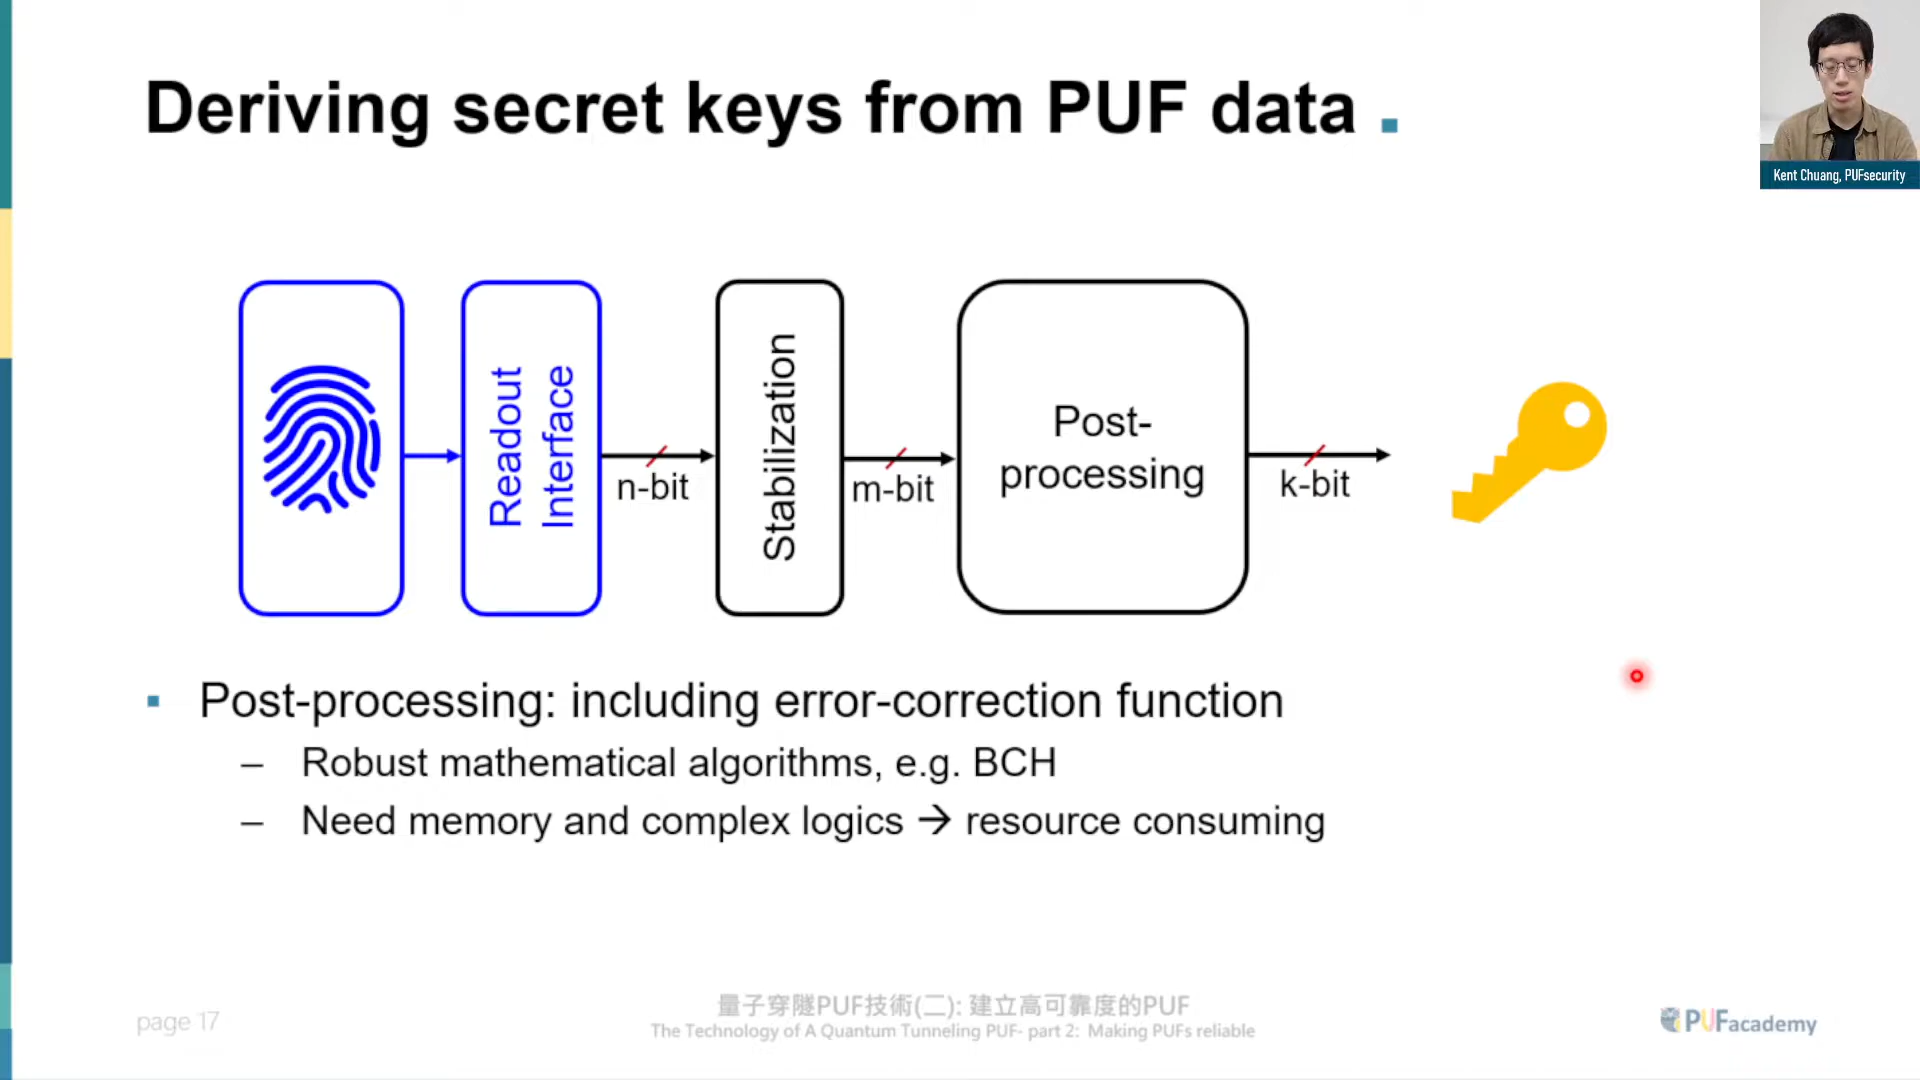 Deriving secret keys from PUF data .
Kent Chuang, PUFsecurity
Readout
Interface
n-bit
Stabilization
m-bit
Post-
processing
k-bit
▪ Post-processing: including error-correction function
– Robust mathematical algorithms, e.g. BCH
– Need memory and complex logics → resource consuming
page 17
量子穿隧PUF技術(二): 建立高可靠度的PUF
The Technology of A Quantum Tunneling PUF- part 2: Making PUFs reliable
PUFacademy